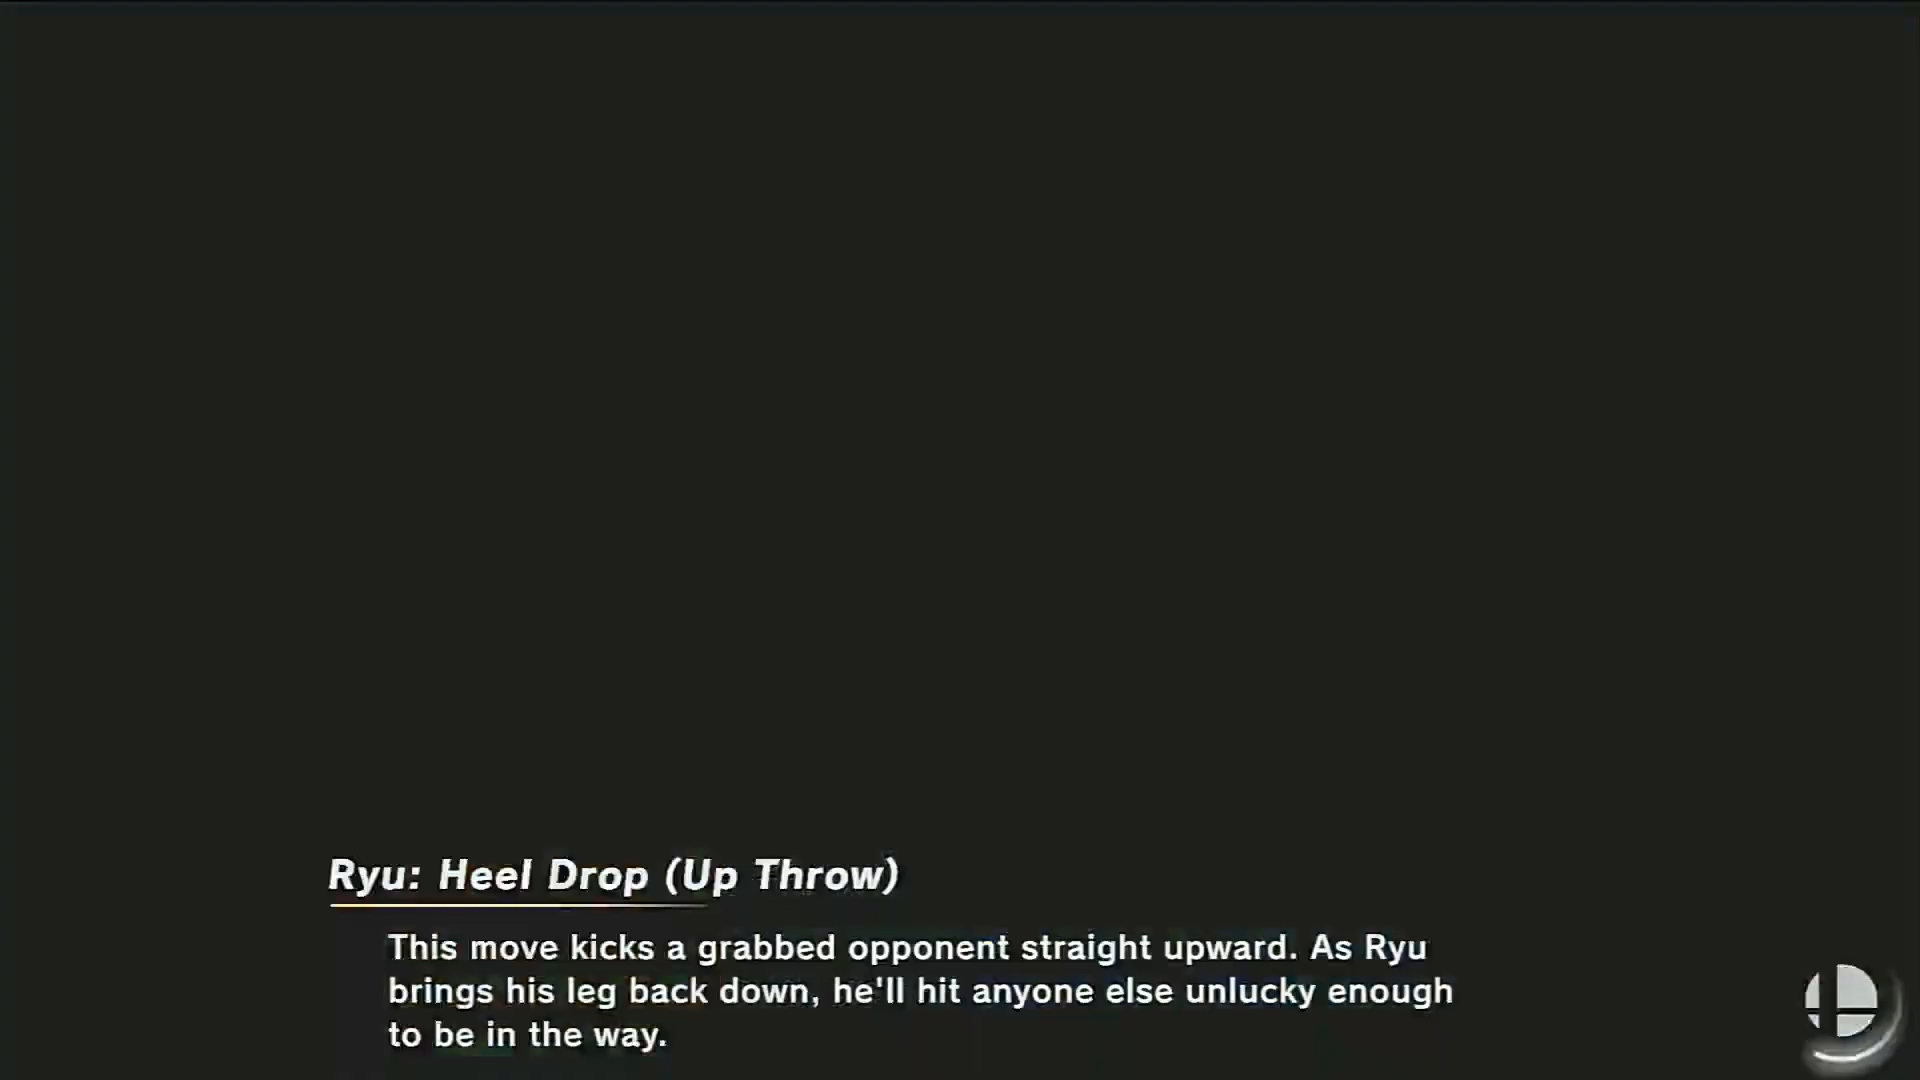 Ryu: Heel Drop (Up Throw)
This move kicks a grabbed opponent straight upward. As Ryu
brings his leg back down, he'll hit anyone else unlucky enough
to be in the way.